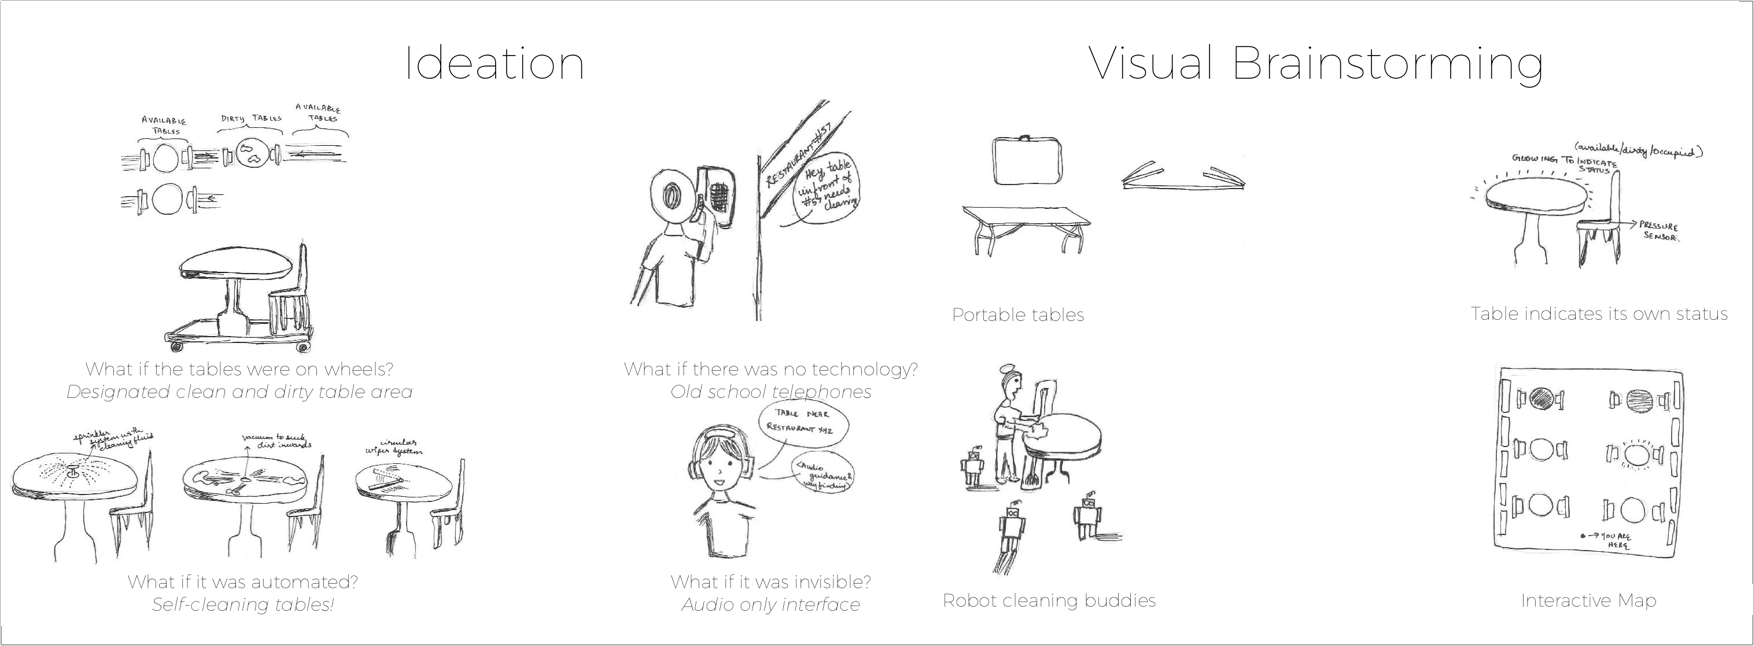 Ideation
AVAILABLE
TABLES
DIRTY TABLES
AVAILABLE
TABLES
What if the tables were on wheels?
Designated clean and dirty table area
RESTAURANT #57
Hey table
in front of
#57 needs
cleaning
What if there was no technology?
Old school telephones
sprinkler
system with
cleaning fluid
vacuum to suck
dirt inwards
circular
wiper system
What if it was automated?
Self-cleaning tables!
TABLE NEAR
RESTAURANT XYZ
<Audio
guidance &
wayfinding>
What if it was invisible?
Audio only interface
Visual Brainstorming
Portable tables
(available/dirty/occupied)
GLOWING TO INDICATE
STATUS
PRESSURE
SENSOR.
Table indicates its own status
Robot cleaning buddies
YOU ARE
HERE
Interactive Map